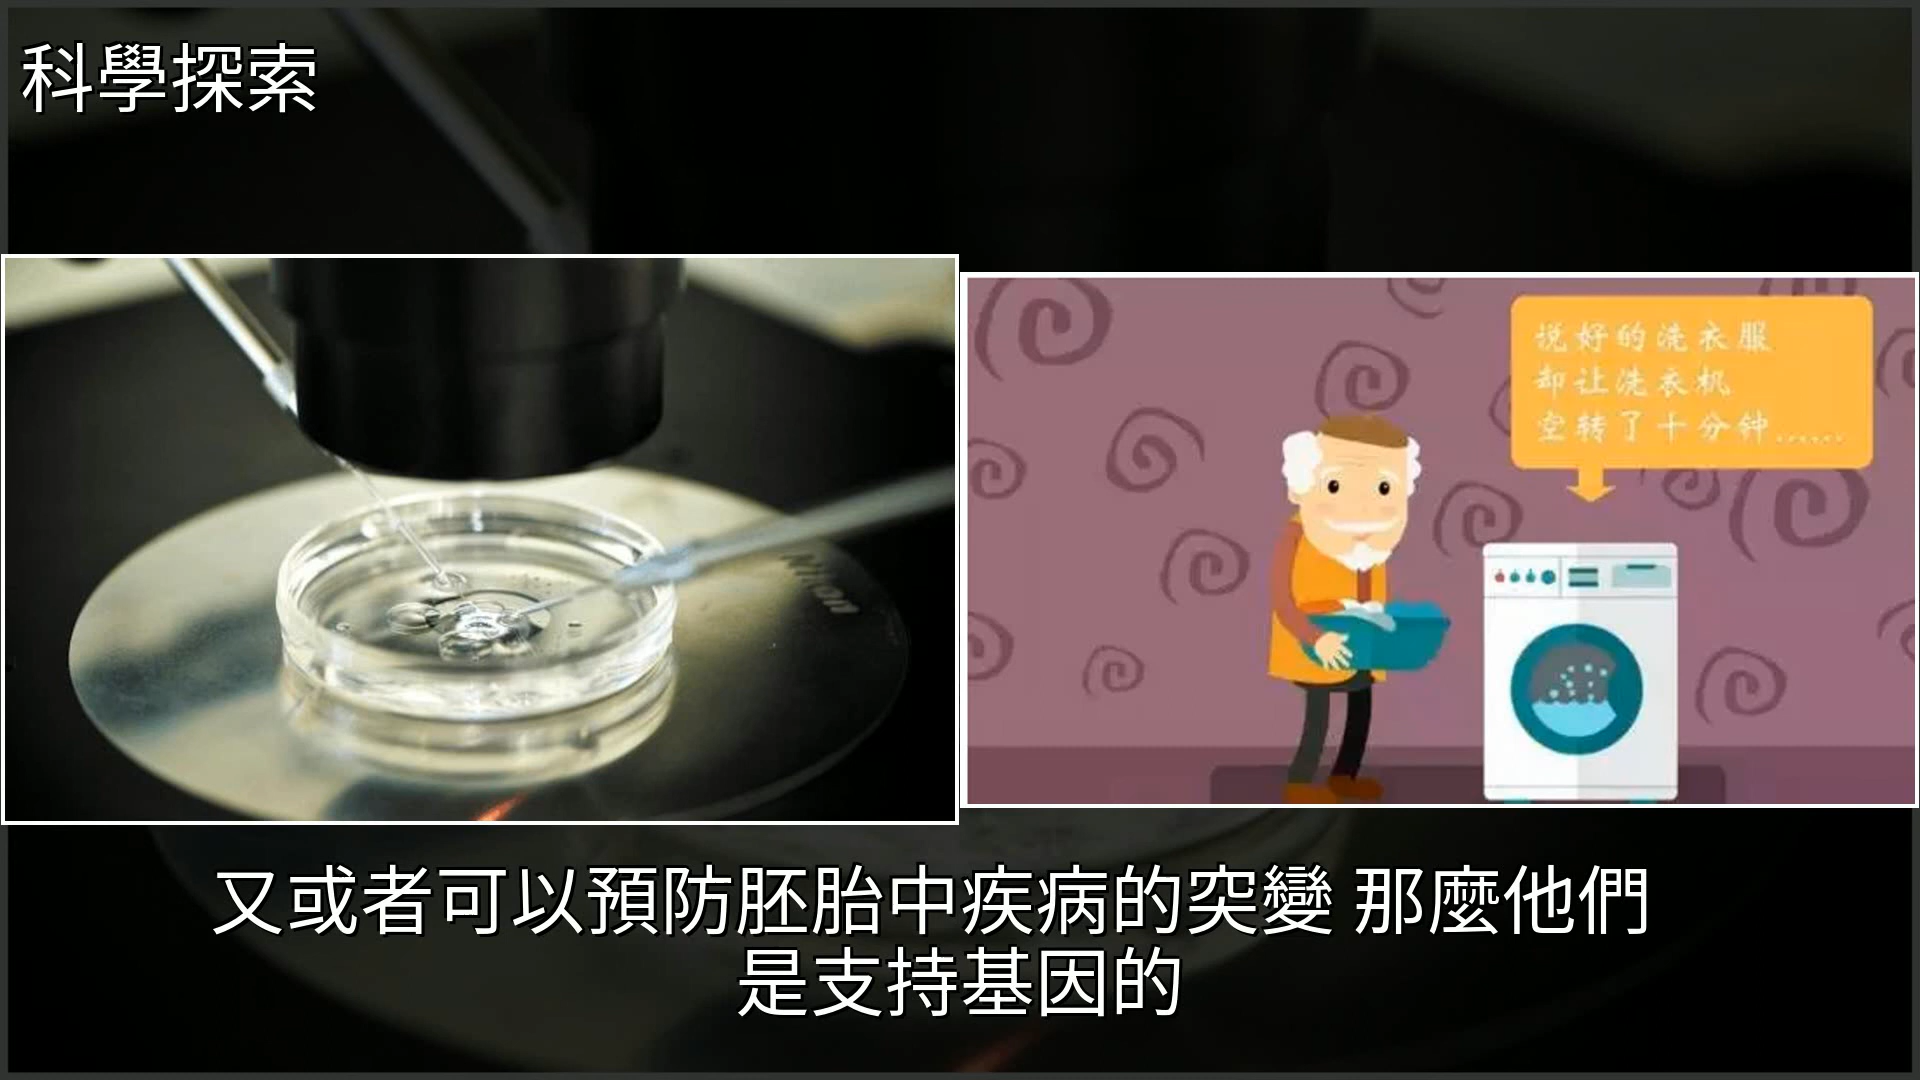 科學探索
说好的洗衣服
却让洗衣机
空转了十分钟……
Nikon
又或者可以預防胚胎中疾病的突變 那麼他們
是支持基因的